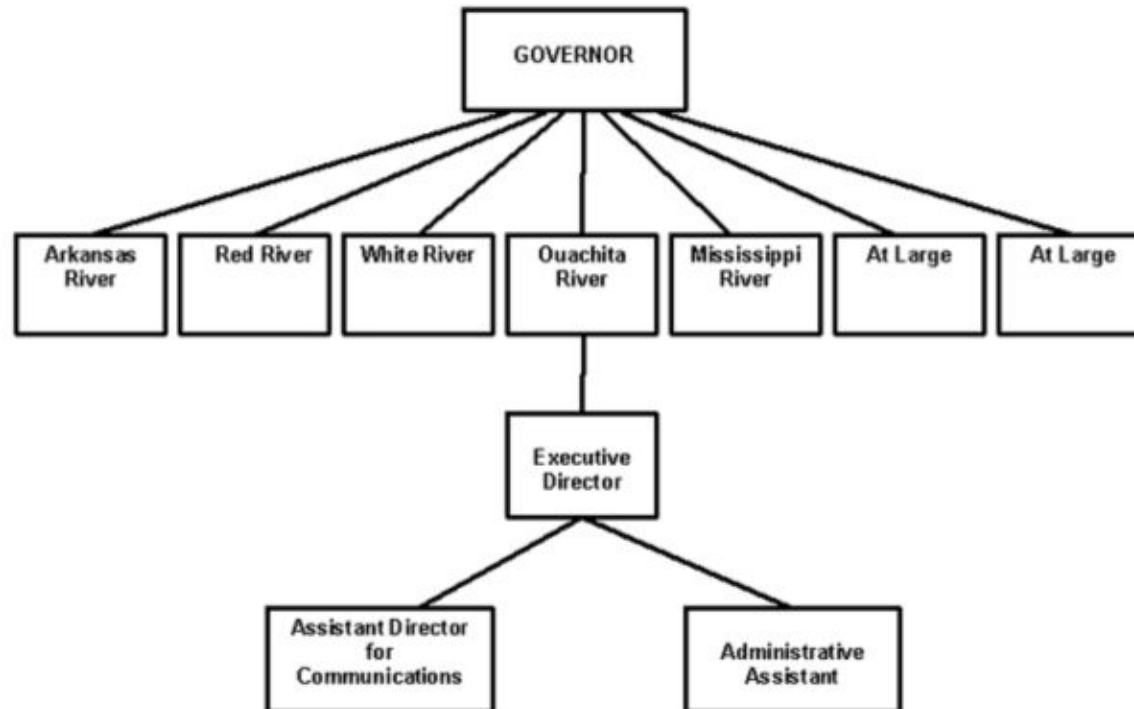 GOVERNOR
Arkansas
River
Red River
White River
Ouachita
River
Mississippi
River
At Large
At Large
Executive
Director
Assistant Director
for
Communications
Administrative
Assistant